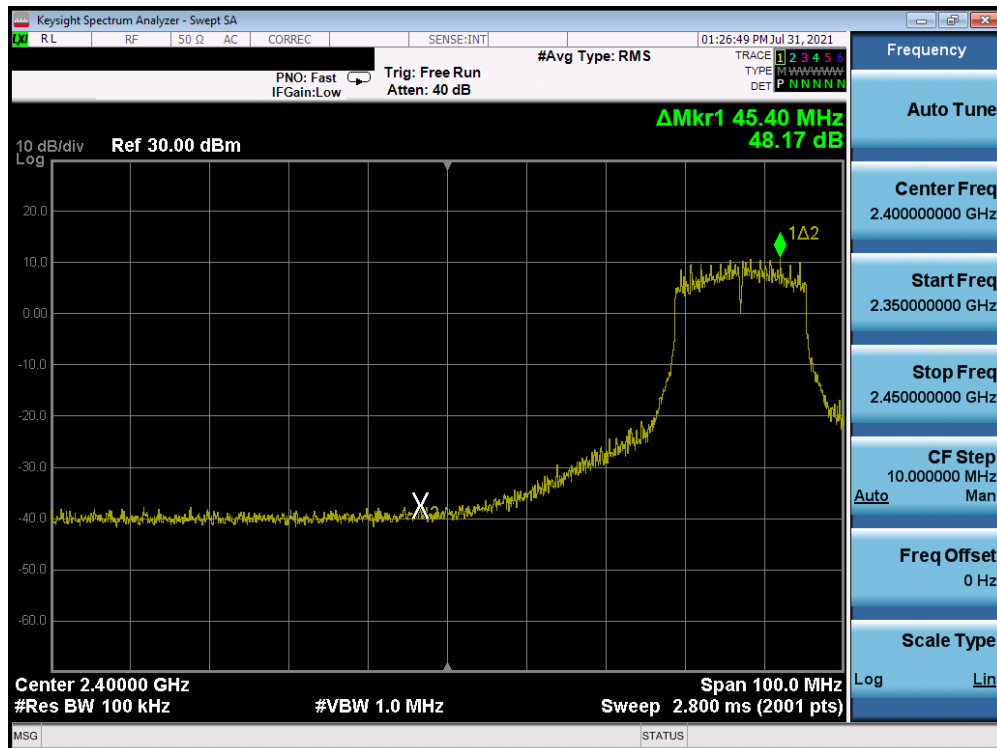 Keysight Spectrum Analyzer - Swept SA
LXI RL RF 50 Ω AC CORREC SENSE:INT 01:26:49 PM Jul 31, 2021
#Avg Type: RMS TRACE 1 2 3 4 5 6
PNO: Fast Trig: Free Run TYPE M WWWWW
IFGain:Low Atten: 40 dB DET P N N N N N
ΔMkr1 45.40 MHz
48.17 dB
10 dB/div Ref 30.00 dBm
Log
20.0
1Δ2
10.0
0.00
-10.0
-20.0
-30.0
-40.0
-50.0
-60.0
Center 2.40000 GHz Span 100.0 MHz
#Res BW 100 kHz #VBW 1.0 MHz Sweep 2.800 ms (2001 pts)
MSG STATUS
Frequency
Auto Tune
Center Freq
2.400000000 GHz
Start Freq
2.350000000 GHz
Stop Freq
2.450000000 GHz
CF Step
10.000000 MHz
Auto Man
Freq Offset
0 Hz
Scale Type
Log Lin